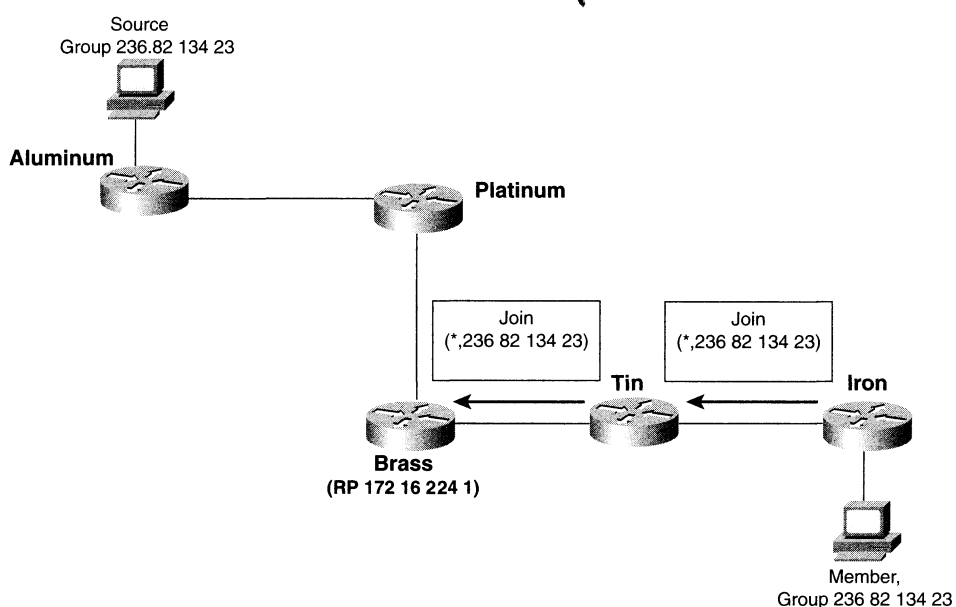 Source
Group 236.82 134 23
Aluminum
Platinum
Join
(*,236 82 134 23)
Join
(*,236 82 134 23)
Tin
Iron
Brass
(RP 172 16 224 1)
Member,
Group 236 82 134 23